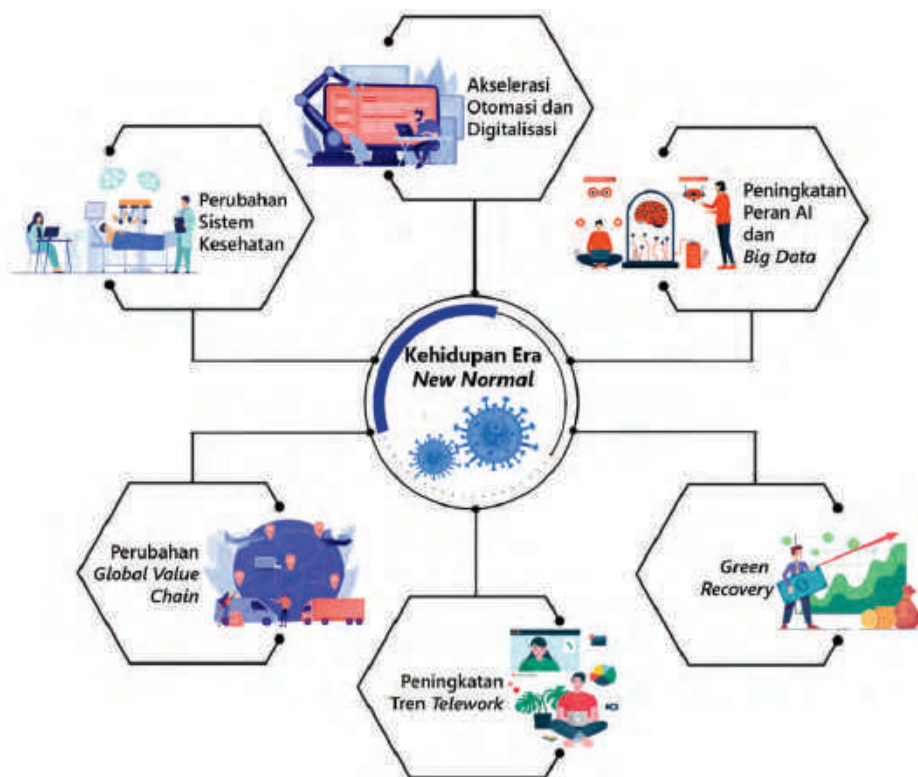 Akselerasi
Otomasi dan
Digitalisasi
Perubahan
Sistem
Kesehatan
Peningkatan
Peran AI
dan
Big Data
Kehidupan Era
New Normal
Perubahan
Global Value
Chain
Green
Recovery
Peningkatan
Tren Telework